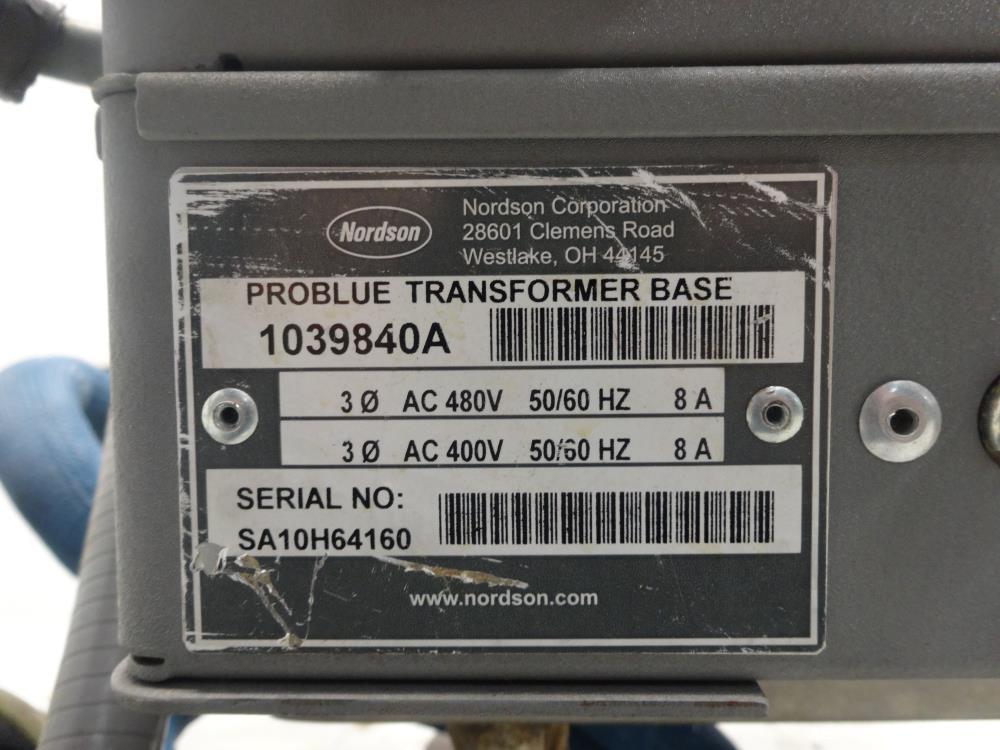 Nordson
Nordson Corporation
28601 Clemens Road
Westlake, OH 44145
PROBLUE TRANSFORMER BASE
1039840A
3 Ø AC 480V 50/60 HZ 8 A
3 Ø AC 400V 50/60 HZ 8 A
SERIAL NO:
SA10H64160
www.nordson.com